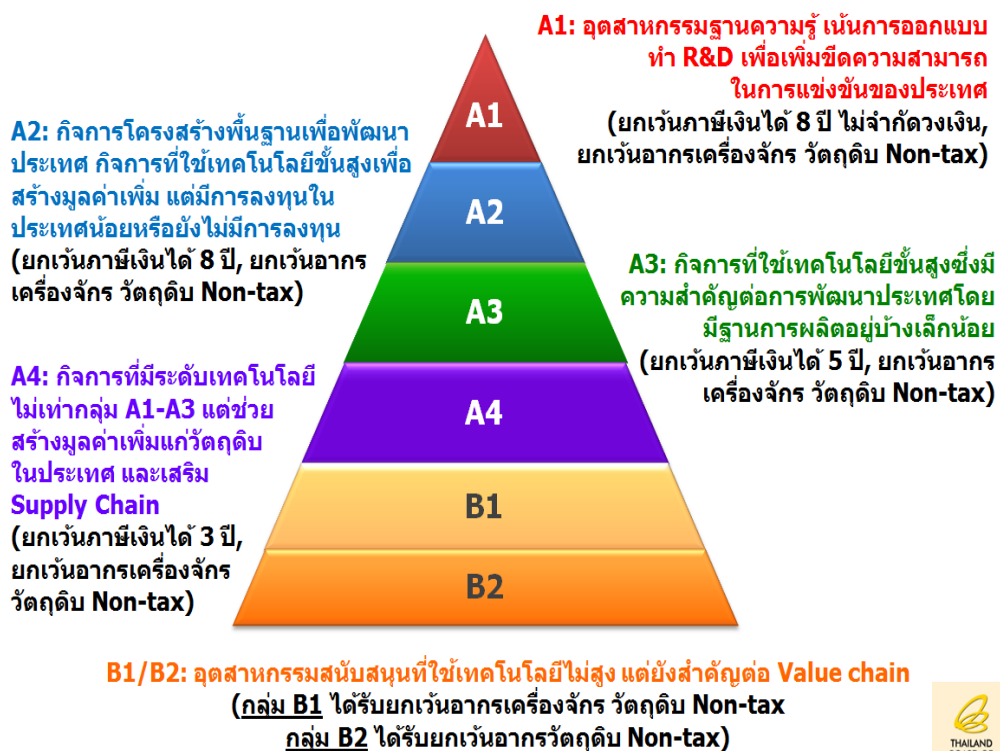 A1: อุตสาหกรรมฐานความรู้ เน้นการออกแบบ
ทำ R&D เพื่อเพิ่มขีดความสามารถ
ในการแข่งขันของประเทศ
(ยกเว้นภาษีเงินได้ 8 ปี ไม่จำกัดวงเงิน,
ยกเว้นอากรเครื่องจักร วัตถุดิบ Non-tax)
A2: กิจการโครงสร้างพื้นฐานเพื่อพัฒนา
ประเทศ กิจการที่ใช้เทคโนโลยีขั้นสูงเพื่อ
สร้างมูลค่าเพิ่ม แต่มีการลงทุนใน
ประเทศน้อยหรือยังไม่มีการลงทุน
(ยกเว้นภาษีเงินได้ 8 ปี, ยกเว้นอากร
เครื่องจักร วัตถุดิบ Non-tax)
A3: กิจการที่ใช้เทคโนโลยีขั้นสูงซึ่งมี
ความสำคัญต่อการพัฒนาประเทศโดย
มีฐานการผลิตอยู่บ้างเล็กน้อย
(ยกเว้นภาษีเงินได้ 5 ปี, ยกเว้นอากร
เครื่องจักร วัตถุดิบ Non-tax)
A4: กิจการที่มีระดับเทคโนโลยี
ไม่เท่ากลุ่ม A1-A3 แต่ช่วย
สร้างมูลค่าเพิ่มแก่วัตถุดิบ
ในประเทศ และเสริม
Supply Chain
(ยกเว้นภาษีเงินได้ 3 ปี,
ยกเว้นอากรเครื่องจักร
วัตถุดิบ Non-tax)
A1
A2
A3
A4
B1
B2
B1/B2: อุตสาหกรรมสนับสนุนที่ใช้เทคโนโลยีไม่สูง แต่ยังสำคัญต่อ Value chain
(กลุ่ม B1 ได้รับยกเว้นอากรเครื่องจักร วัตถุดิบ Non-tax
กลุ่ม B2 ได้รับยกเว้นอากรวัตถุดิบ Non-tax)
THAILAND